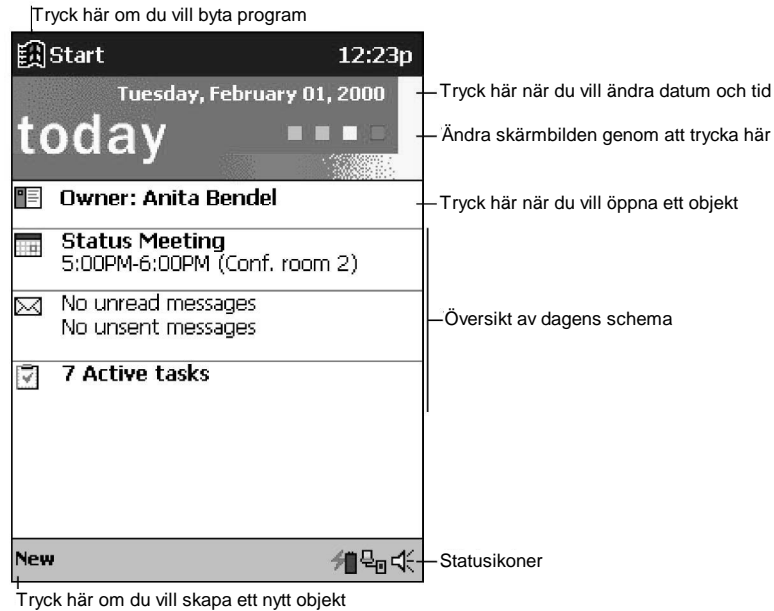 Tryck här om du vill byta program
Start 12:23p
Tuesday, February 01, 2000
Tryck här när du vill ändra datum och tid
today
Ändra skärmbilden genom att trycka här
Owner: Anita Bendel
Tryck här när du vill öppna ett objekt
Status Meeting
5:00PM-6:00PM (Conf. room 2)
No unread messages
No unsent messages
Översikt av dagens schema
7 Active tasks
New
Statusikoner
Tryck här om du vill skapa ett nytt objekt